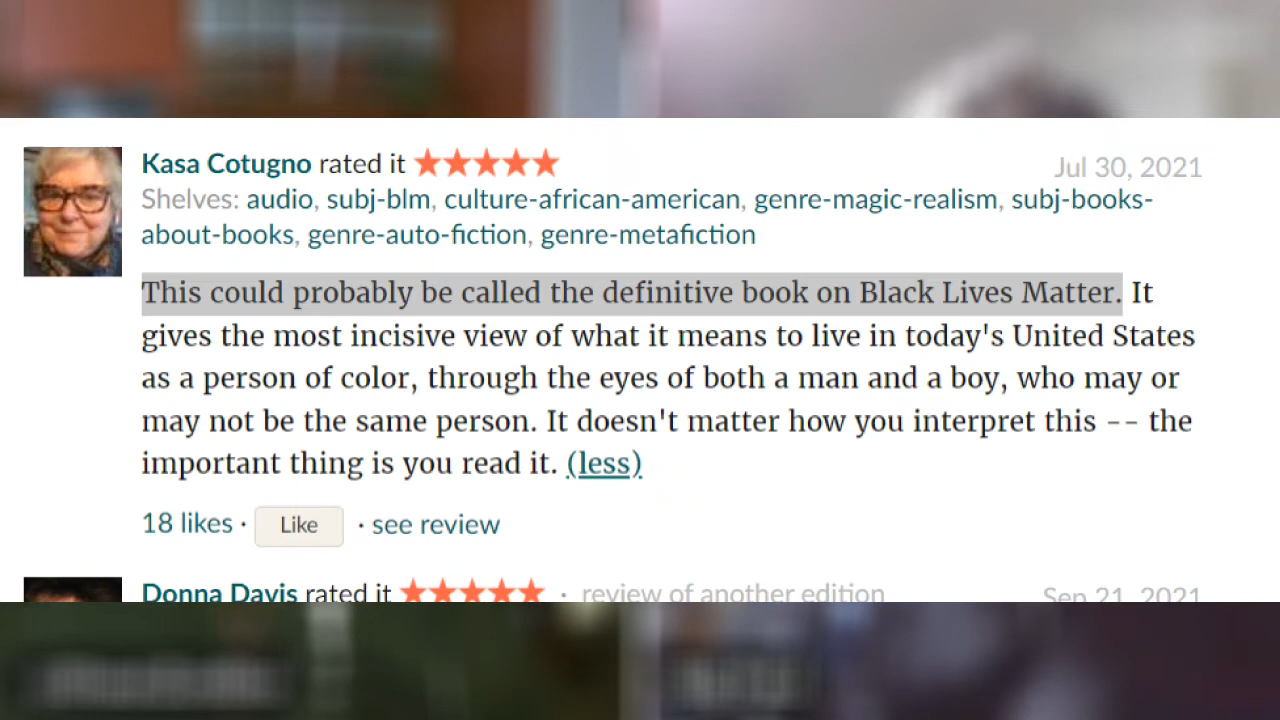 Kasa Cotugno rated it ★★★★★
Jul 30, 2021
Shelves: audio, subj-blm, culture-african-american, genre-magic-realism, subj-books-
about-books, genre-auto-fiction, genre-metafiction
This could probably be called the definitive book on Black Lives Matter. It
gives the most incisive view of what it means to live in today's United States
as a person of color, through the eyes of both a man and a boy, who may or
may not be the same person. It doesn't matter how you interpret this -- the
important thing is you read it. (less)
18 likes · Like · see review
Donna Davis rated it ★★★★★ · review of another edition
Sep 21, 2021